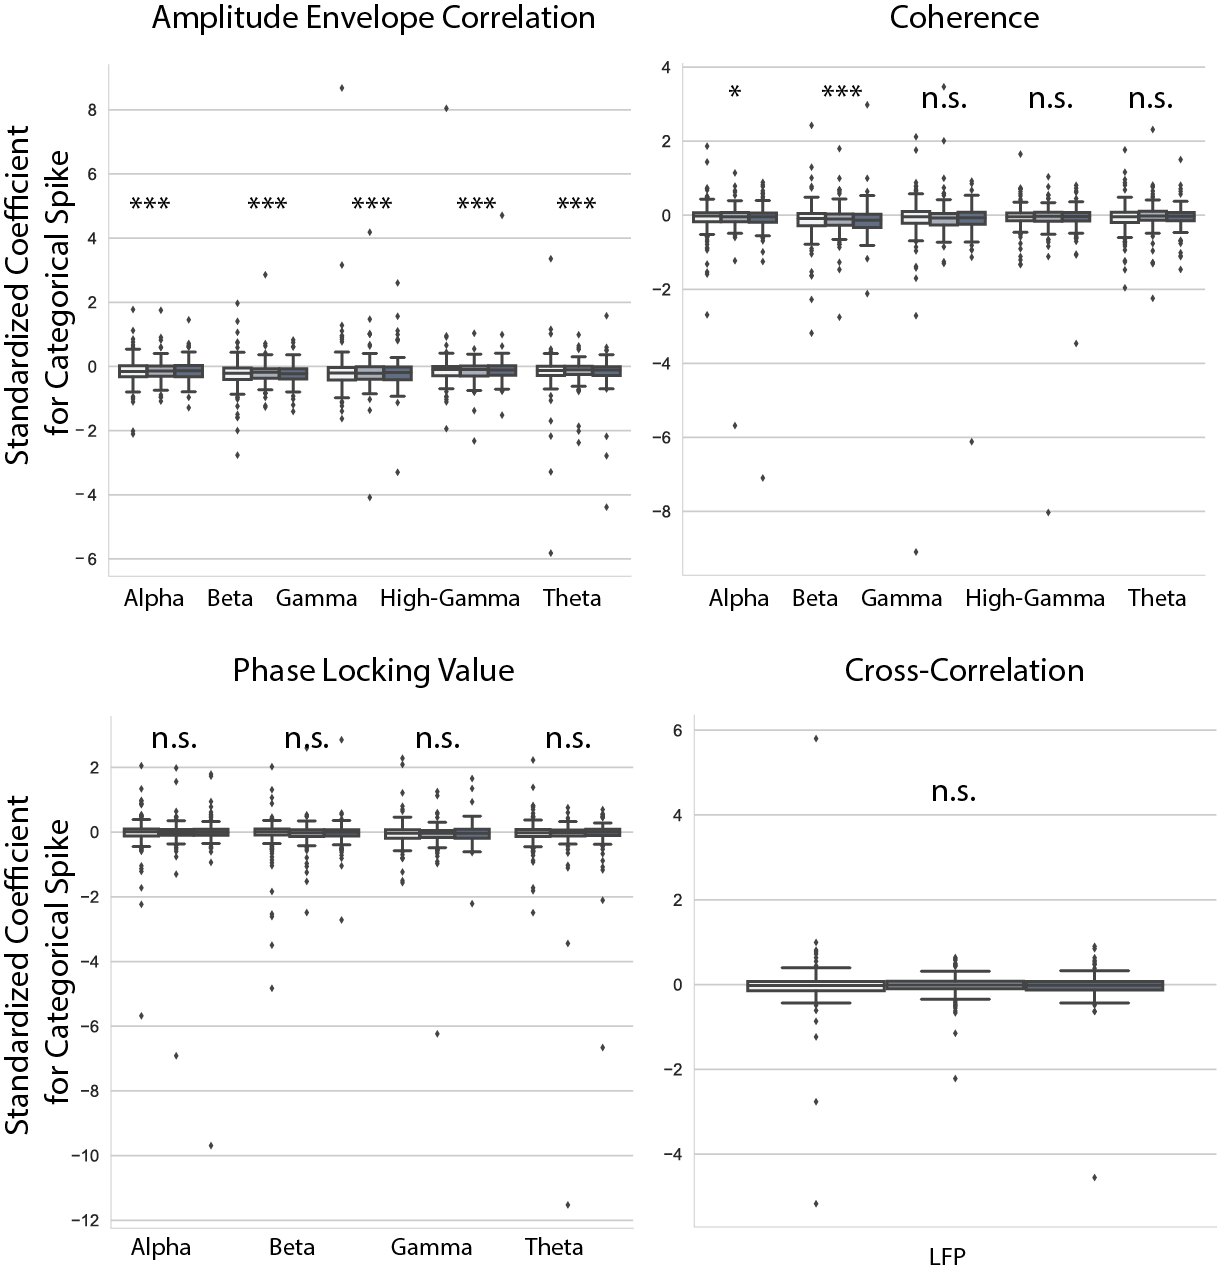 Amplitude Envelope Correlation
Coherence
Standardized Coefficient
for Categorical Spike
8
6
4
2
0
−2
−4
−6
*** *** *** *** ***
Alpha Beta Gamma High-Gamma Theta
4
2
0
−2
−4
−6
−8
* *** n.s. n.s. n.s.
Alpha Beta Gamma High-Gamma Theta
Phase Locking Value
Cross-Correlation
Standardized Coefficient
for Categorical Spike
2
0
−2
−4
−6
−8
−10
−12
n.s. n.s. n.s. n.s.
Alpha Beta Gamma Theta
6
4
2
0
−2
−4
n.s.
LFP